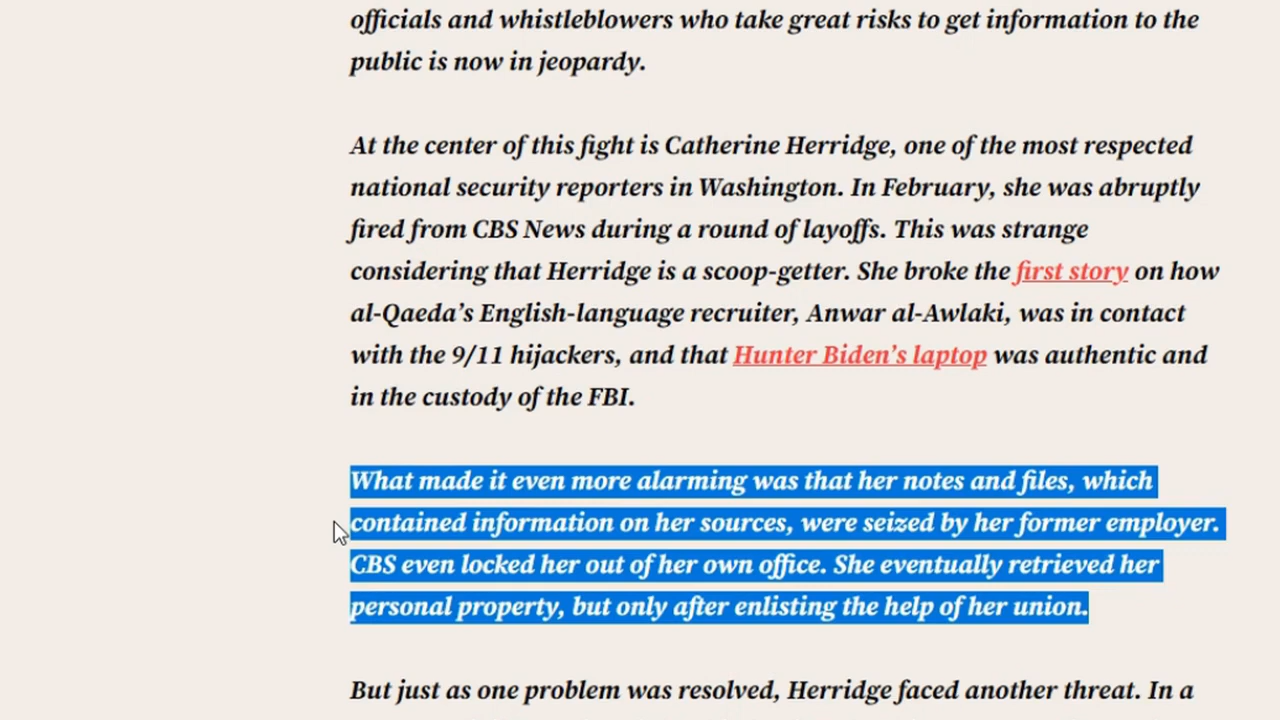 officials and whistleblowers who take great risks to get information to the
public is now in jeopardy.
At the center of this fight is Catherine Herridge, one of the most respected
national security reporters in Washington. In February, she was abruptly
fired from CBS News during a round of layoffs. This was strange
considering that Herridge is a scoop-getter. She broke the first story on how
al-Qaeda’s English-language recruiter, Anwar al-Awlaki, was in contact
with the 9/11 hijackers, and that Hunter Biden’s laptop was authentic and
in the custody of the FBI.
What made it even more alarming was that her notes and files, which
contained information on her sources, were seized by her former employer.
CBS even locked her out of her own office. She eventually retrieved her
personal property, but only after enlisting the help of her union.
But just as one problem was resolved, Herridge faced another threat. In a